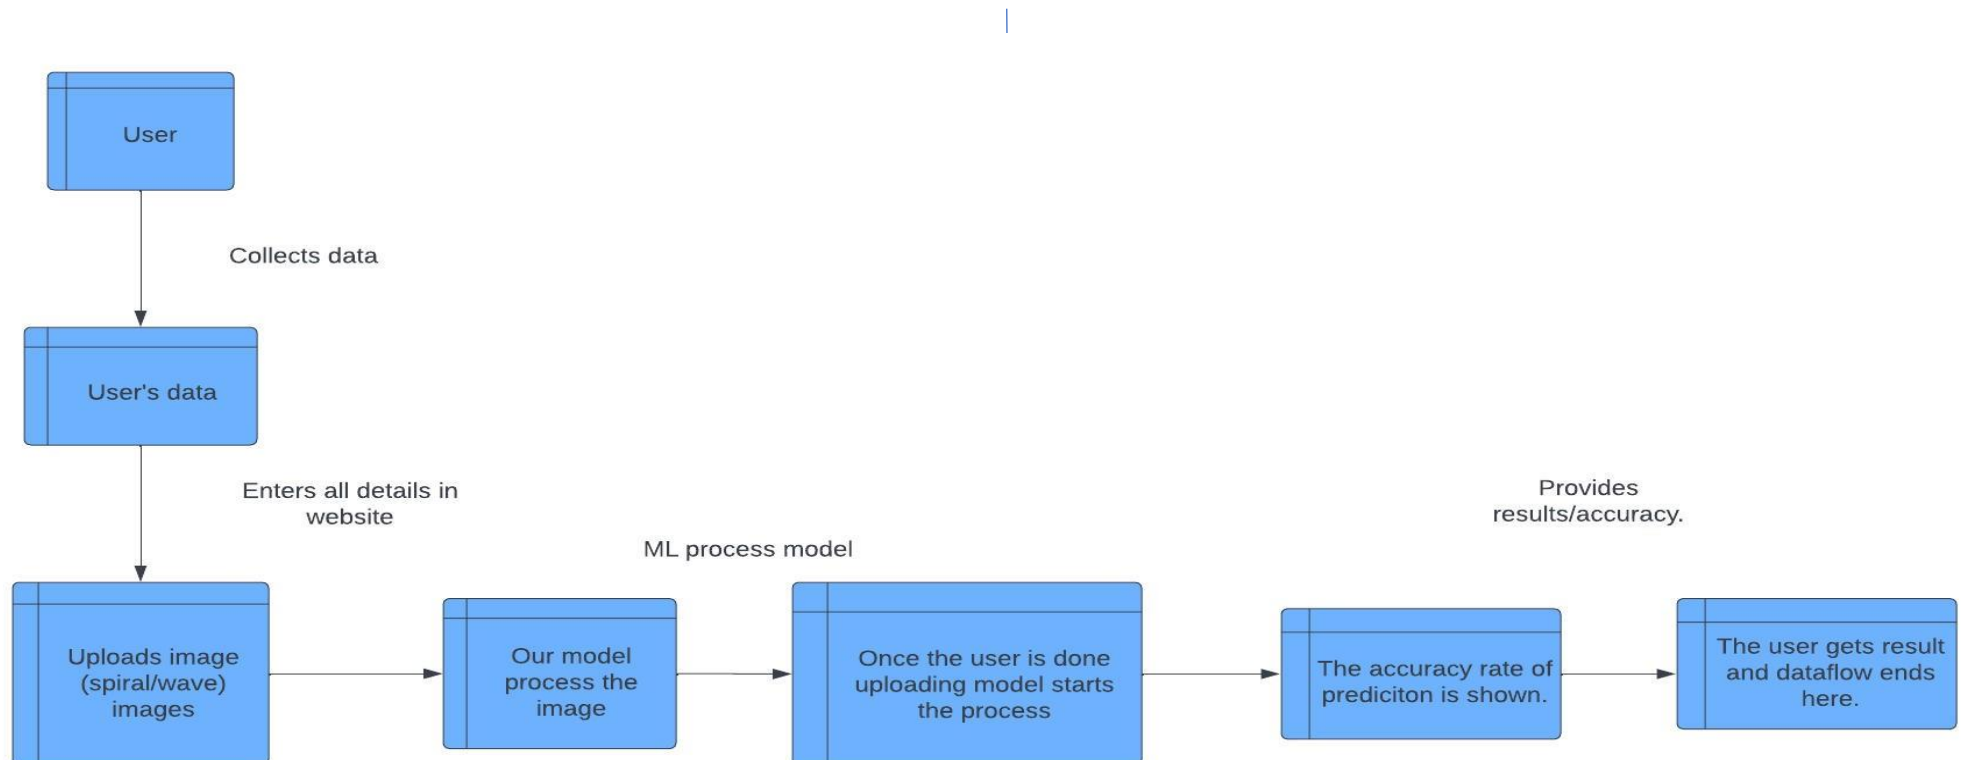 User
Collects data
User's data
Enters all details in
website
Provides
results/accuracy.
ML process model
Uploads image
(spiral/wave)
images
Our model
process the
image
Once the user is done
uploading model starts
the process
The accuracy rate of
prediciton is shown.
The user gets result
and dataflow ends
here.